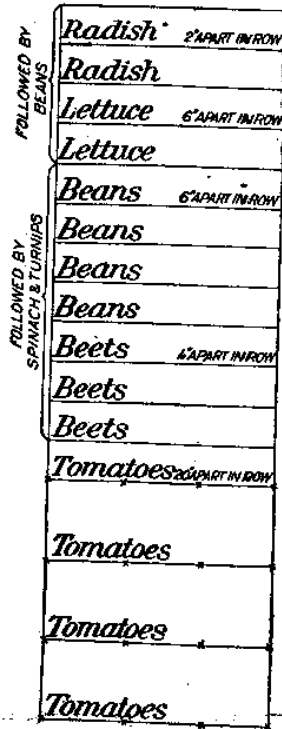 FOLLOWED BY
BEANS
Radish 2"APART IN ROW
Radish
Lettuce 6"APART IN ROW
Lettuce
FOLLOWED BY
SPINACH & TURNIPS
Beans 6"APART IN ROW
Beans
Beans
Beans
Beets 4"APART IN ROW
Beets
Beets
Tomatoes 20"APART IN ROW
Tomatoes
Tomatoes
Tomatoes